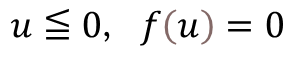 u ≦ 0, f(u) = 0